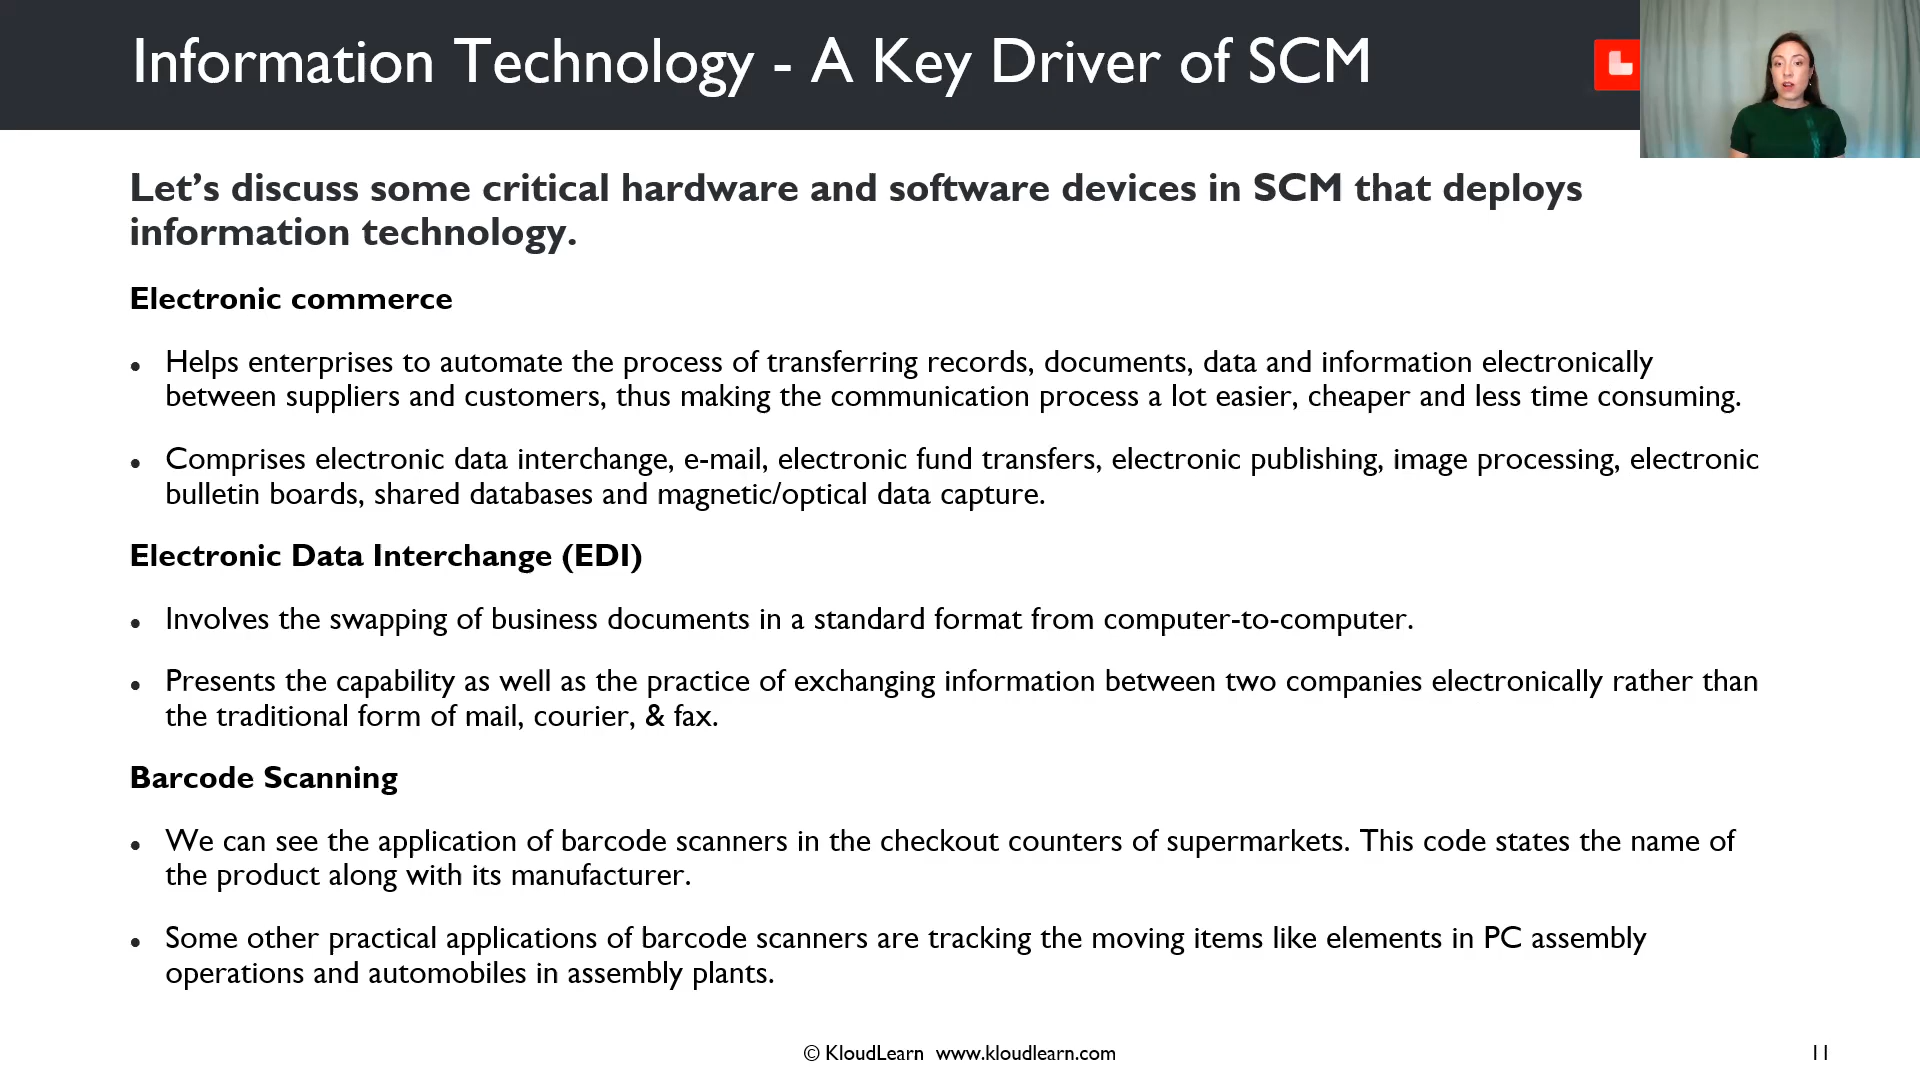 Information Technology - A Key Driver of SCM
Let’s discuss some critical hardware and software devices in SCM that deploys
information technology.
Electronic commerce
• Helps enterprises to automate the process of transferring records, documents, data and information electronically
between suppliers and customers, thus making the communication process a lot easier, cheaper and less time consuming.
• Comprises electronic data interchange, e-mail, electronic fund transfers, electronic publishing, image processing, electronic
bulletin boards, shared databases and magnetic/optical data capture.
Electronic Data Interchange (EDI)
• Involves the swapping of business documents in a standard format from computer-to-computer.
• Presents the capability as well as the practice of exchanging information between two companies electronically rather than
the traditional form of mail, courier, & fax.
Barcode Scanning
• We can see the application of barcode scanners in the checkout counters of supermarkets. This code states the name of
the product along with its manufacturer.
• Some other practical applications of barcode scanners are tracking the moving items like elements in PC assembly
operations and automobiles in assembly plants.
© KloudLearn www.kloudlearn.com
11